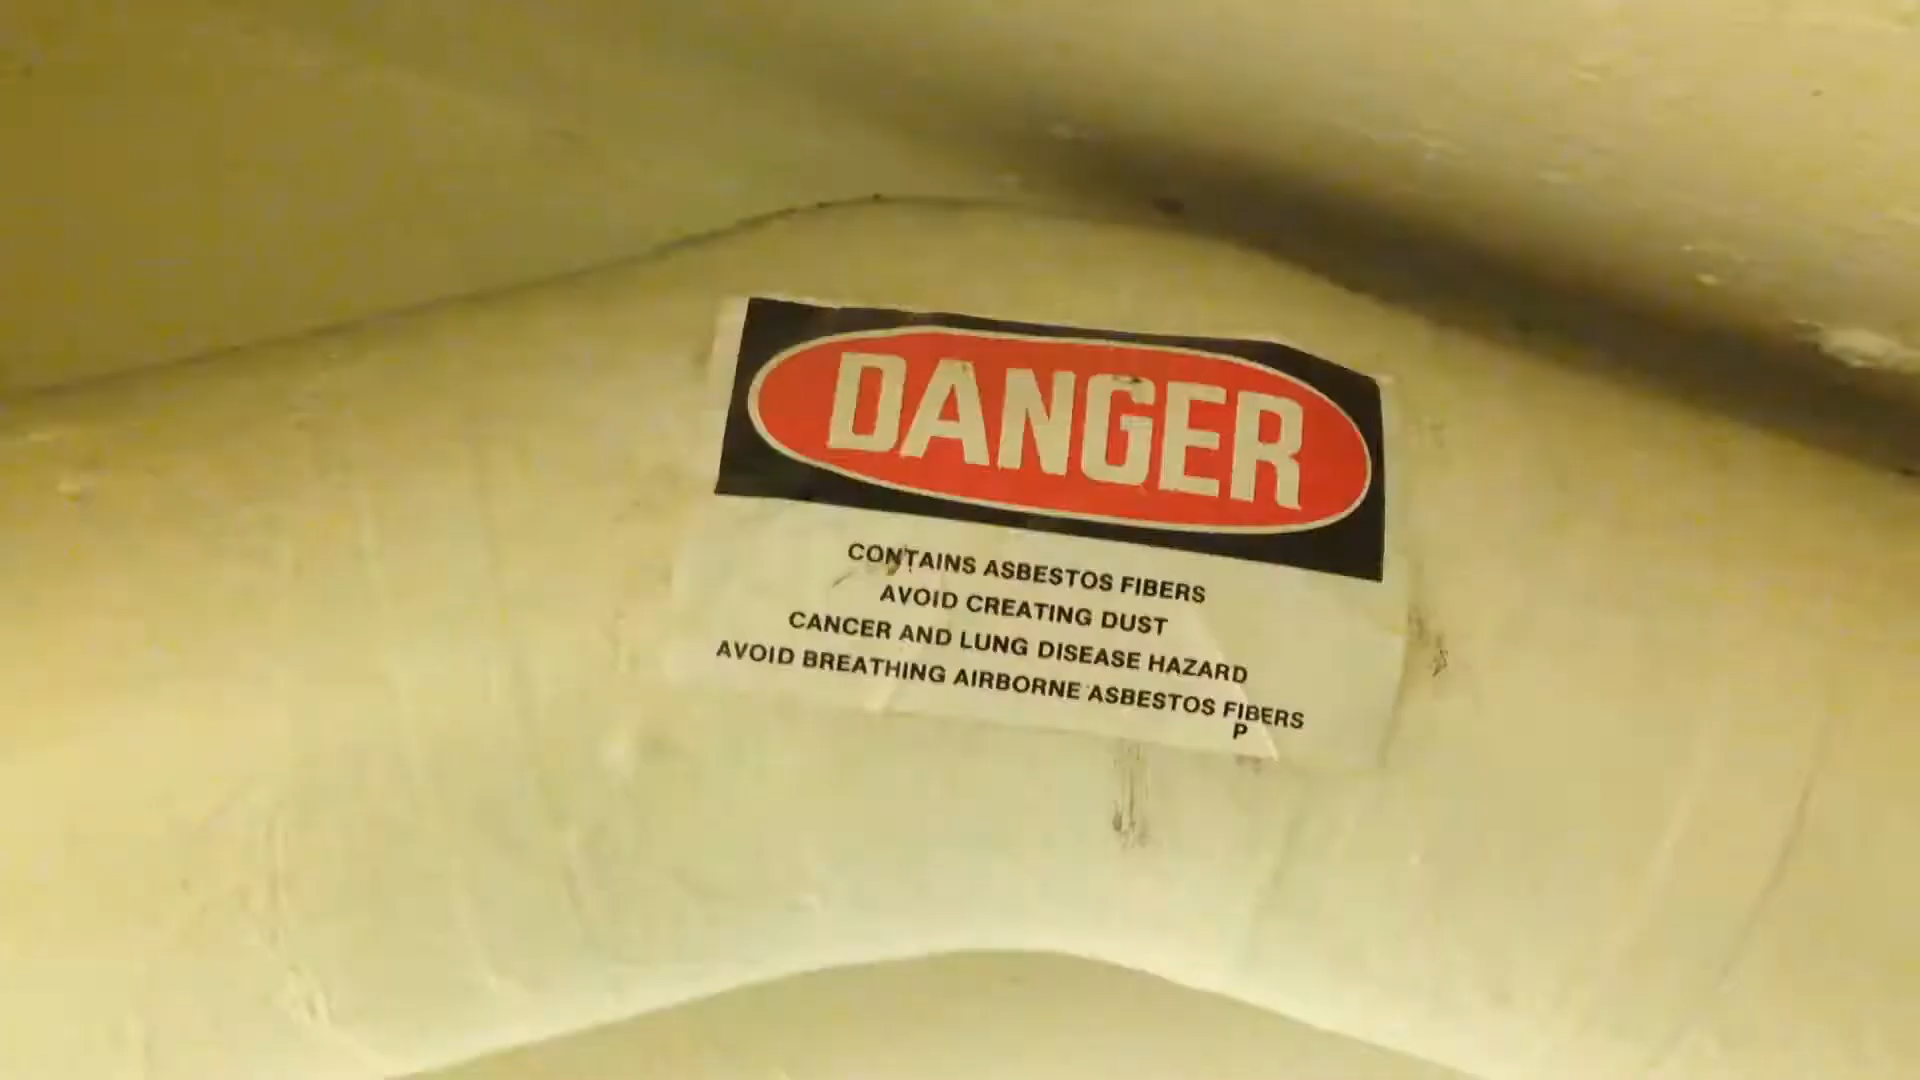 DANGER
CONTAINS ASBESTOS FIBERS
AVOID CREATING DUST
CANCER AND LUNG DISEASE HAZARD
AVOID BREATHING AIRBORNE ASBESTOS FIBERS
P